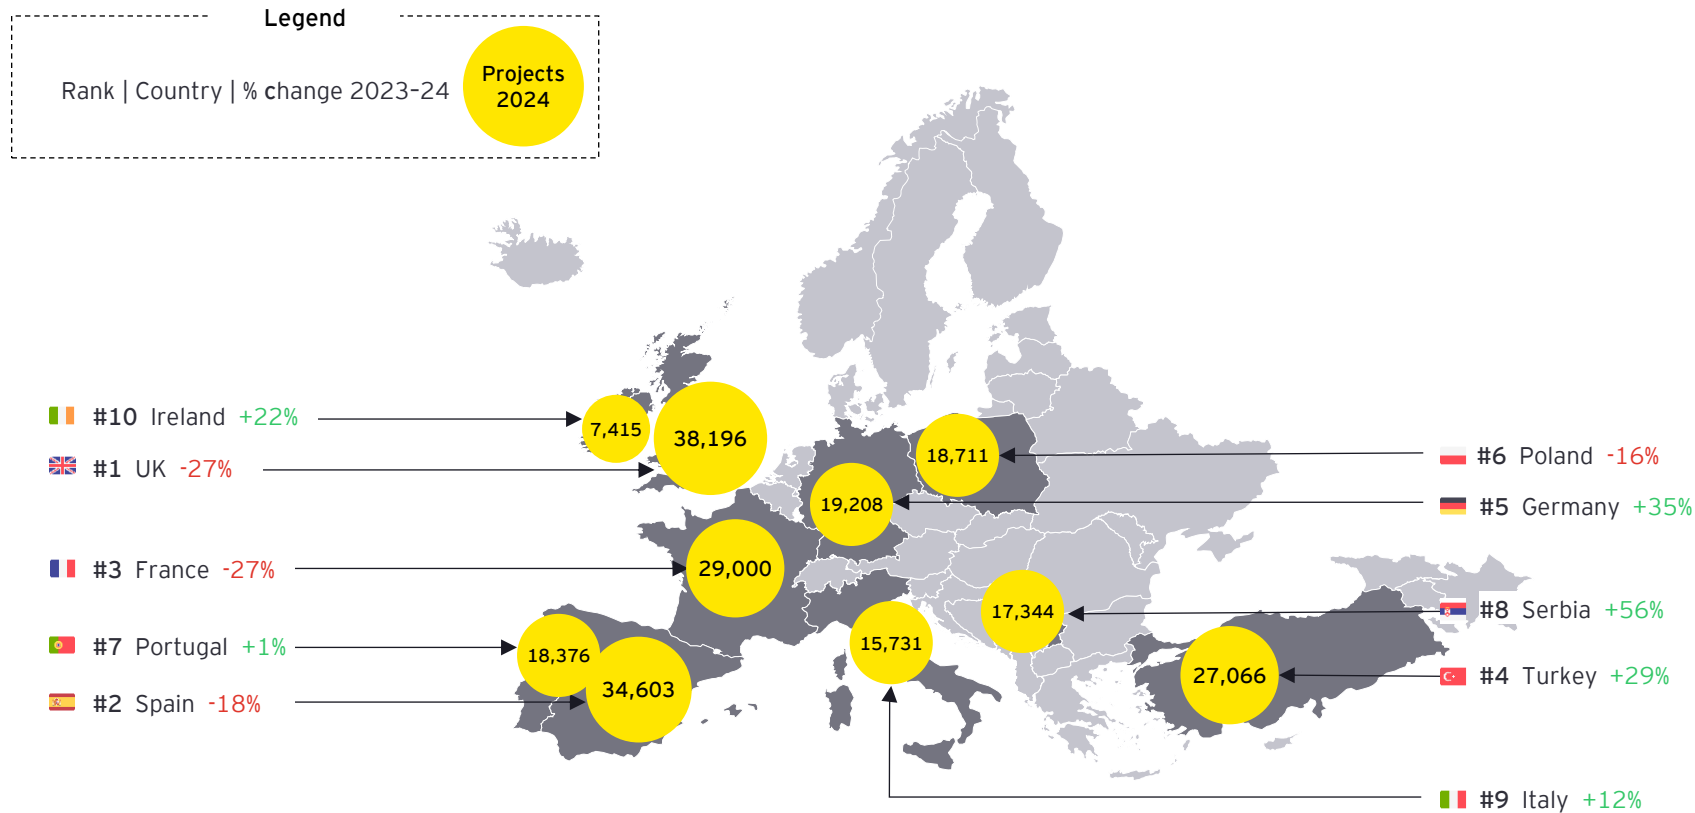 Legend
Rank | Country | % change 2023-24
Projects
2024
#10 Ireland +22%
7,415
#1 UK -27%
38,196
#3 France -27%
29,000
#7 Portugal +1%
18,376
#2 Spain -18%
34,603
#6 Poland -16%
18,711
#5 Germany +35%
19,208
#8 Serbia +56%
17,344
#4 Turkey +29%
27,066
#9 Italy +12%
15,731